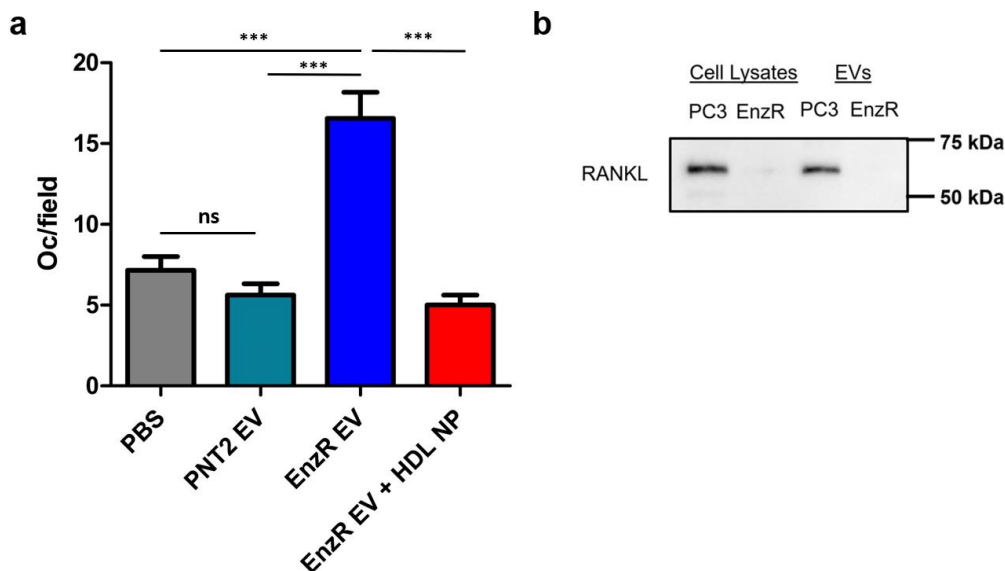 a
***
***
***
20
15
10
5
0
Oc/field
ns
PBS
PNT2 EV
EnzR EV
EnzR EV + HDL NP
b
Cell Lysates EVs
PC3 EnzR PC3 EnzR
RANKL
75 kDa
50 kDa